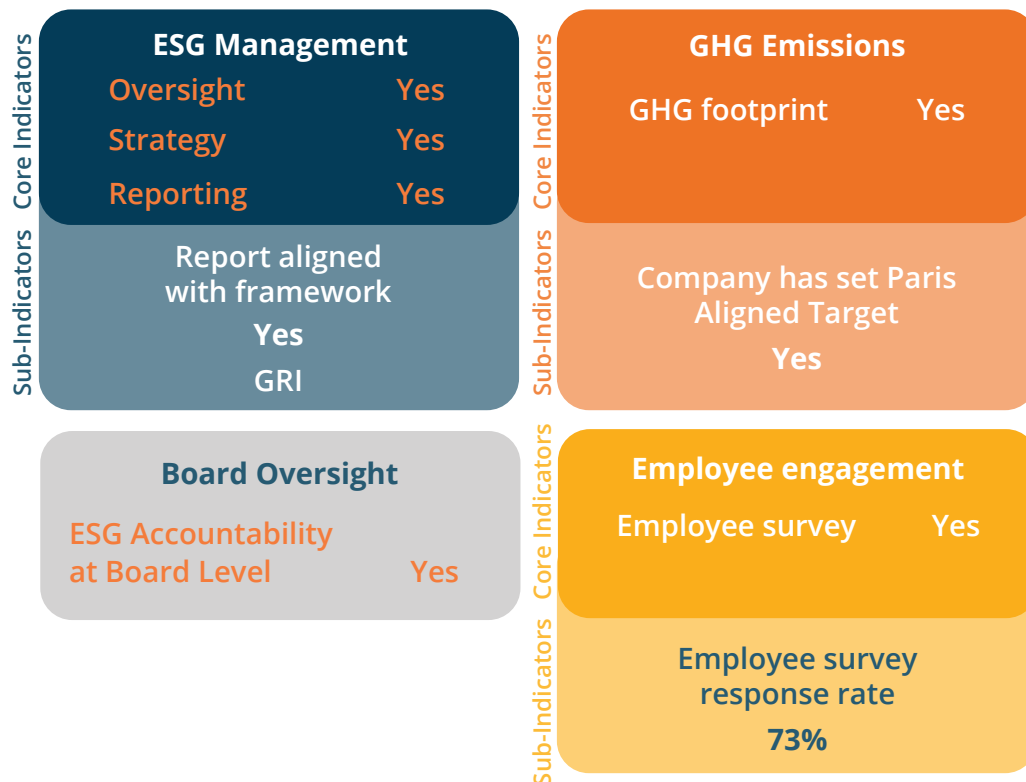 Core Indicators
ESG Management
Oversight Yes
Strategy Yes
Reporting Yes
Sub-Indicators
Report aligned
with framework
Yes
GRI
Core Indicators
GHG Emissions
GHG footprint Yes
Sub-Indicators
Company has set Paris
Aligned Target
Yes
Board Oversight
ESG Accountability
at Board Level Yes
Core Indicators
Employee engagement
Employee survey Yes
Sub-Indicators
Employee survey
response rate
73%